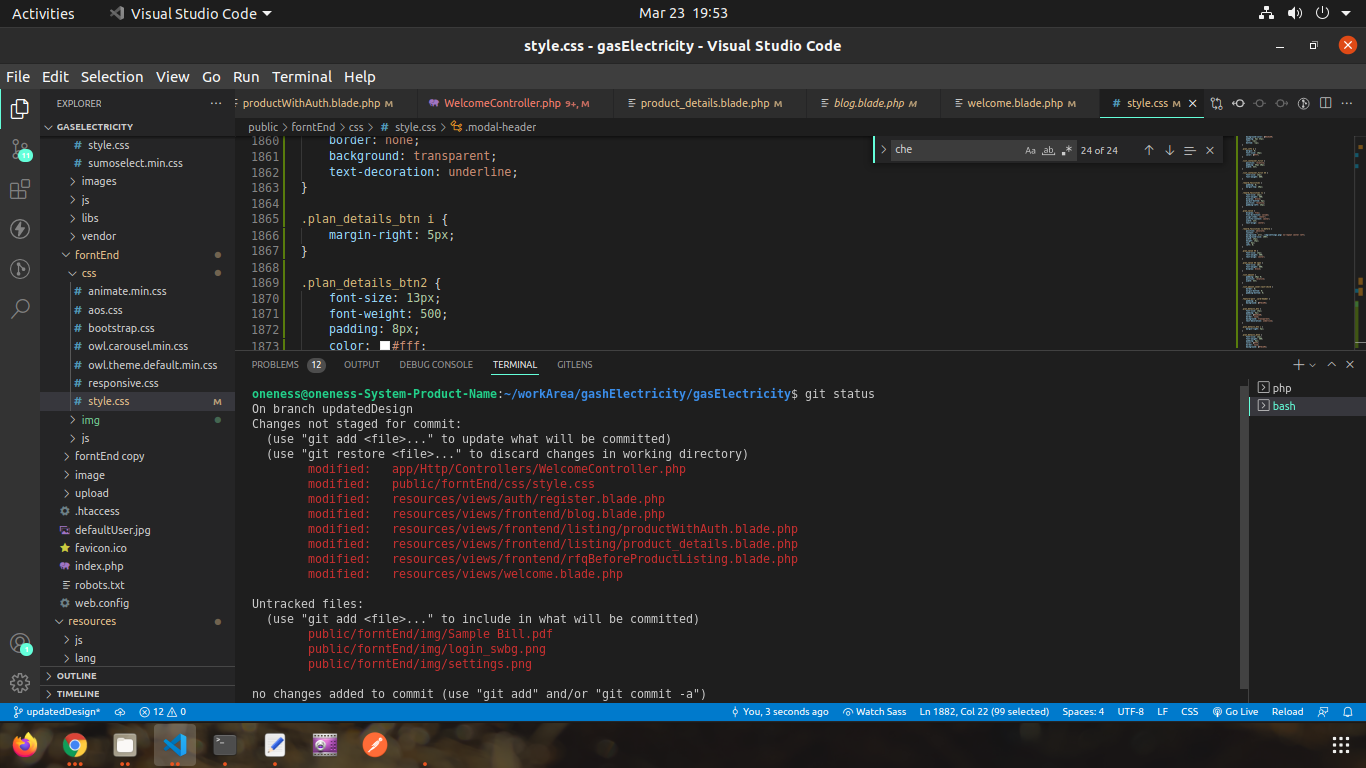 Activities
Visual Studio Code
Mar 23 19:53
style.css - gasElectricity - Visual Studio Code
File Edit Selection View Go Run Terminal Help
EXPLORER
GASELECTRICITY
style.css
sumoselect.min.css
images
js
libs
vendor
forntEnd
css
animate.min.css
aos.css
bootstrap.css
owl.carousel.min.css
owl.theme.default.min.css
responsive.css
style.css M
img
js
forntEnd copy
image
upload
.htaccess
defaultUser.jpg
favicon.ico
index.php
robots.txt
web.config
resources
js
lang
OUTLINE
TIMELINE
11
1
productWithAuth.blade.php M
WelcomeController.php 9+, M
product_details.blade.php M
blog.blade.php M
welcome.blade.php M
# style.css M
public > forntEnd > css > # style.css > .modal-header
che
Aa ab .*
24 of 24
1860 border: none;
1861 background: transparent;
1862 text-decoration: underline;
1863 }
1864
1865 .plan_details_btn i {
1866 margin-right: 5px;
1867 }
1868
1869 .plan_details_btn2 {
1870 font-size: 13px;
1871 font-weight: 500;
1872 padding: 8px;
1873 color: #fff;
PROBLEMS 12 OUTPUT DEBUG CONSOLE TERMINAL GITLENS
php
bash
oneness@oneness-System-Product-Name:~/workArea/gashElectricity/gasElectricity$ git status
On branch updatedDesign
Changes not staged for commit:
(use "git add <file>..." to update what will be committed)
(use "git restore <file>..." to discard changes in working directory)
modified: app/Http/Controllers/WelcomeController.php
modified: public/forntEnd/css/style.css
modified: resources/views/auth/register.blade.php
modified: resources/views/frontend/blog.blade.php
modified: resources/views/frontend/listing/productWithAuth.blade.php
modified: resources/views/frontend/listing/product_details.blade.php
modified: resources/views/frontend/rfqBeforeProductListing.blade.php
modified: resources/views/welcome.blade.php
Untracked files:
(use "git add <file>..." to include in what will be committed)
public/forntEnd/img/Sample Bill.pdf
public/forntEnd/img/login_swbg.png
public/forntEnd/img/settings.png
no changes added to commit (use "git add" and/or "git commit -a")
updatedDesign* 12 0 You, 3 seconds ago Watch Sass Ln 1882, Col 22 (99 selected) Spaces: 4 UTF-8 LF CSS Go Live Reload